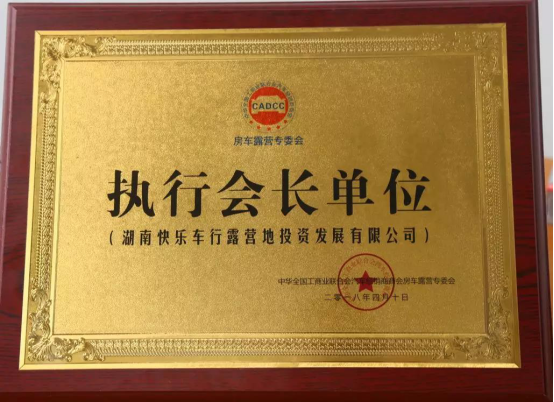 CADCC
房车露营专委会
执行会长单位
(湖南快乐车行露营地投资发展有限公司)
中华全国工商业联合会汽车经销商商会房车露营专委会
二〇一八年四月十日